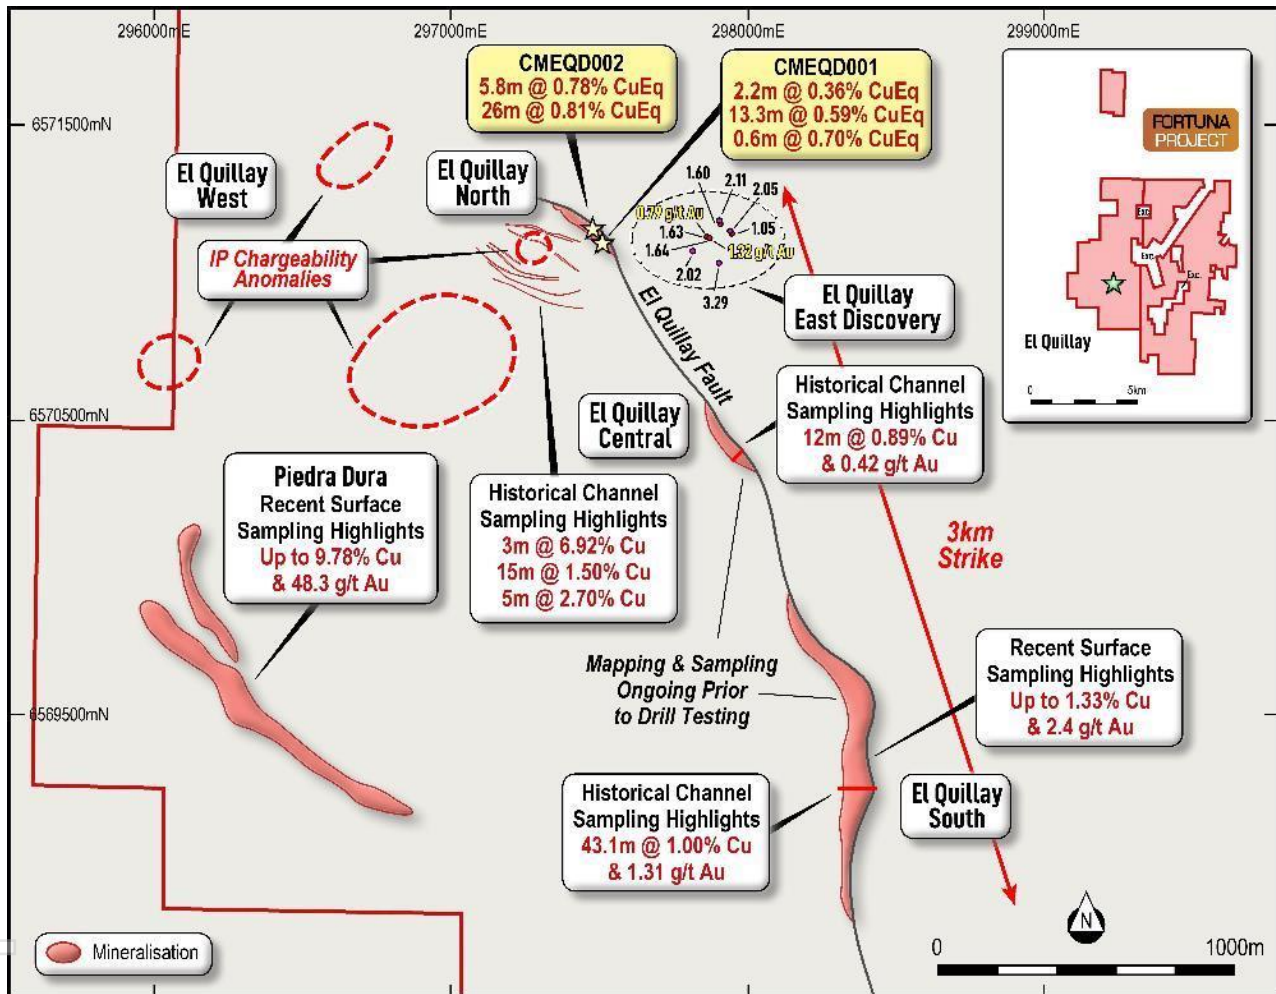 296000mE
297000mE
298000mE
299000mE
6571500mN
6570500mN
6569500mN
CMEQD002
5.8m @ 0.78% CuEq
26m @ 0.81% CuEq
CMEQD001
2.2m @ 0.36% CuEq
13.3m @ 0.59% CuEq
0.6m @ 0.70% CuEq
El Quillay
West
El Quillay
North
IP Chargeability
Anomalies
1.60
2.11
2.05
0.79 g/t Au
1.63
1.05
1.64
1.32 g/t Au
2.02
3.29
El Quillay
East Discovery
El Quillay Fault
El Quillay
Central
Historical Channel
Sampling Highlights
12m @ 0.89% Cu
& 0.42 g/t Au
Piedra Dura
Recent Surface
Sampling Highlights
Up to 9.78% Cu
& 48.3 g/t Au
Historical Channel
Sampling Highlights
3m @ 6.92% Cu
15m @ 1.50% Cu
5m @ 2.70% Cu
3km
Strike
Mapping & Sampling
Ongoing Prior
to Drill Testing
Recent Surface
Sampling Highlights
Up to 1.33% Cu
& 2.4 g/t Au
Historical Channel
Sampling Highlights
43.1m @ 1.00% Cu
& 1.31 g/t Au
El Quillay
South
Mineralisation
N
0
1000m
FORTUNA
PROJECT
Exc.
Exc.
Exc.
El Quillay
0
5km